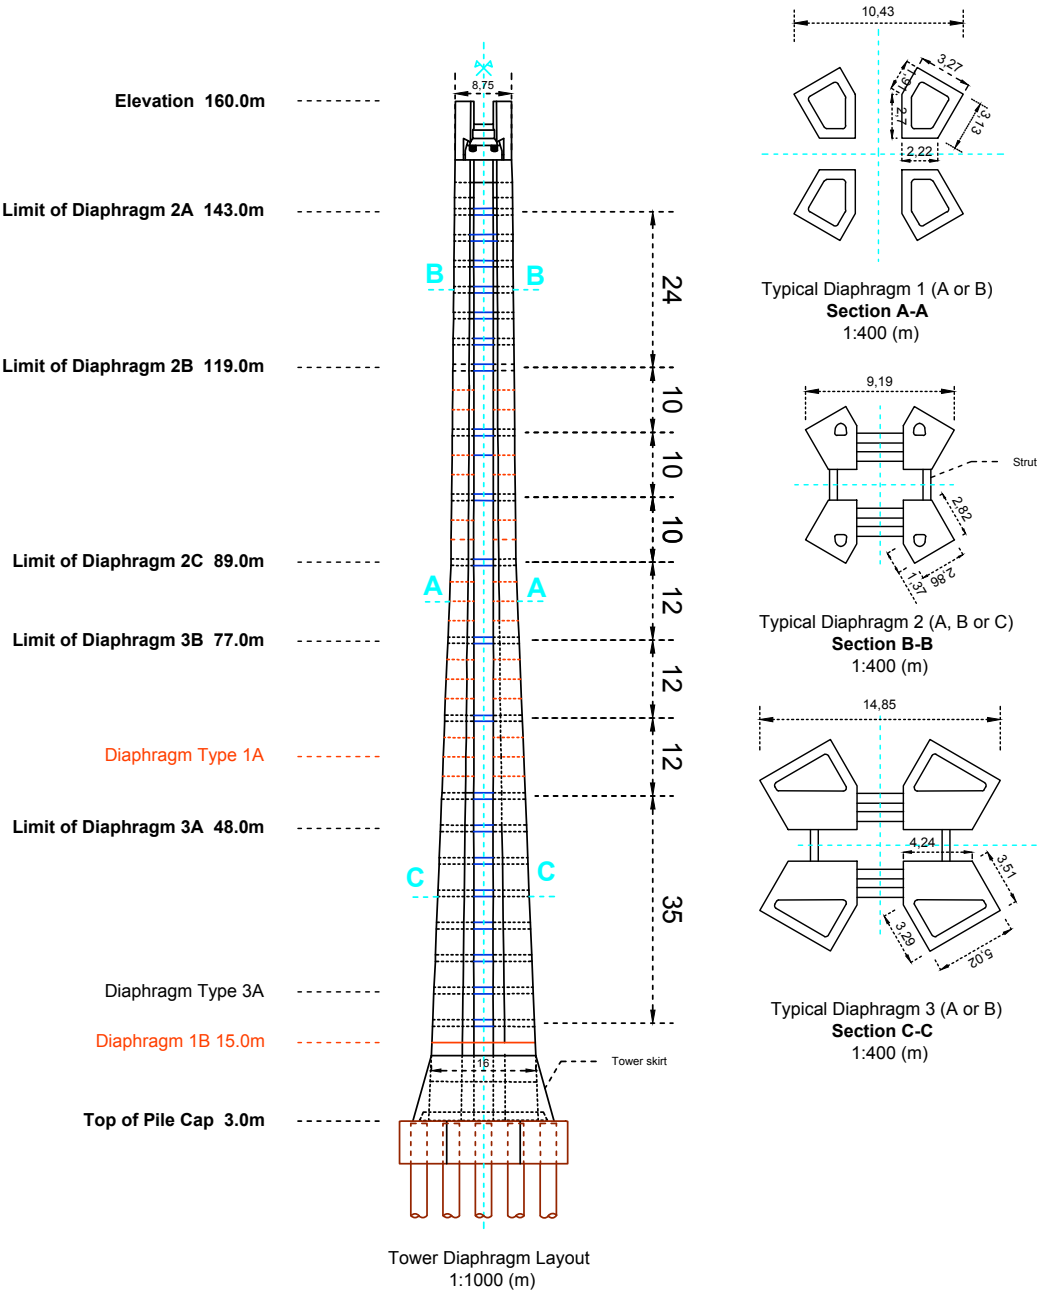 8,75
Elevation 160.0m
Limit of Diaphragm 2A 143.0m
B B
24
Limit of Diaphragm 2B 119.0m
10
10
10
Limit of Diaphragm 2C 89.0m
A A
12
Limit of Diaphragm 3B 77.0m
12
Diaphragm Type 1A
12
Limit of Diaphragm 3A 48.0m
C C
35
Diaphragm Type 3A
Diaphragm 1B 15.0m
16
Tower skirt
Top of Pile Cap 3.0m
Tower Diaphragm Layout
1:1000 (m)
10,43
3,27
1,91
2,7
3,13
2,22
Typical Diaphragm 1 (A or B)
Section A-A
1:400 (m)
9,19
Strut
2,82
2,86
1,37
Typical Diaphragm 2 (A, B or C)
Section B-B
1:400 (m)
14,85
4,24
3,51
3,29
5,02
Typical Diaphragm 3 (A or B)
Section C-C
1:400 (m)